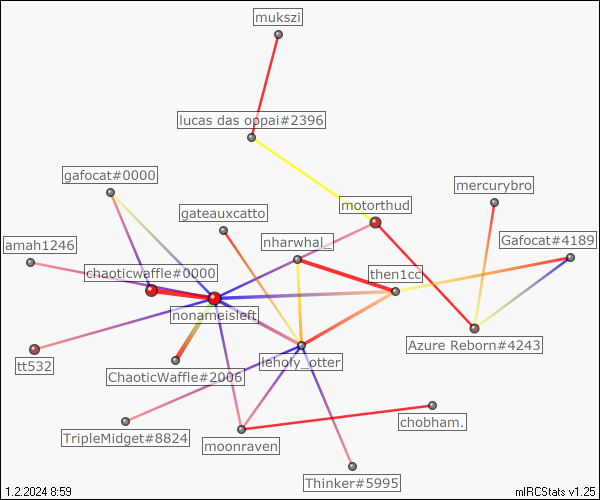 mukszi
lucas das oppai#2396
gafocat#0000
mercurybro
gateauxcatto
motorthud
amah1246
nharwhal_
Gafocat#4189
chaoticwaffle#0000
then1cc
nonameisleft
Azure Reborn#4243
tt532
ChaoticWaffle#2006
lehofy_otter
chobham.
TripleMidget#8824
moonraven
Thinker#5995
1.2.2024 8:59
mIRCStats v1.25